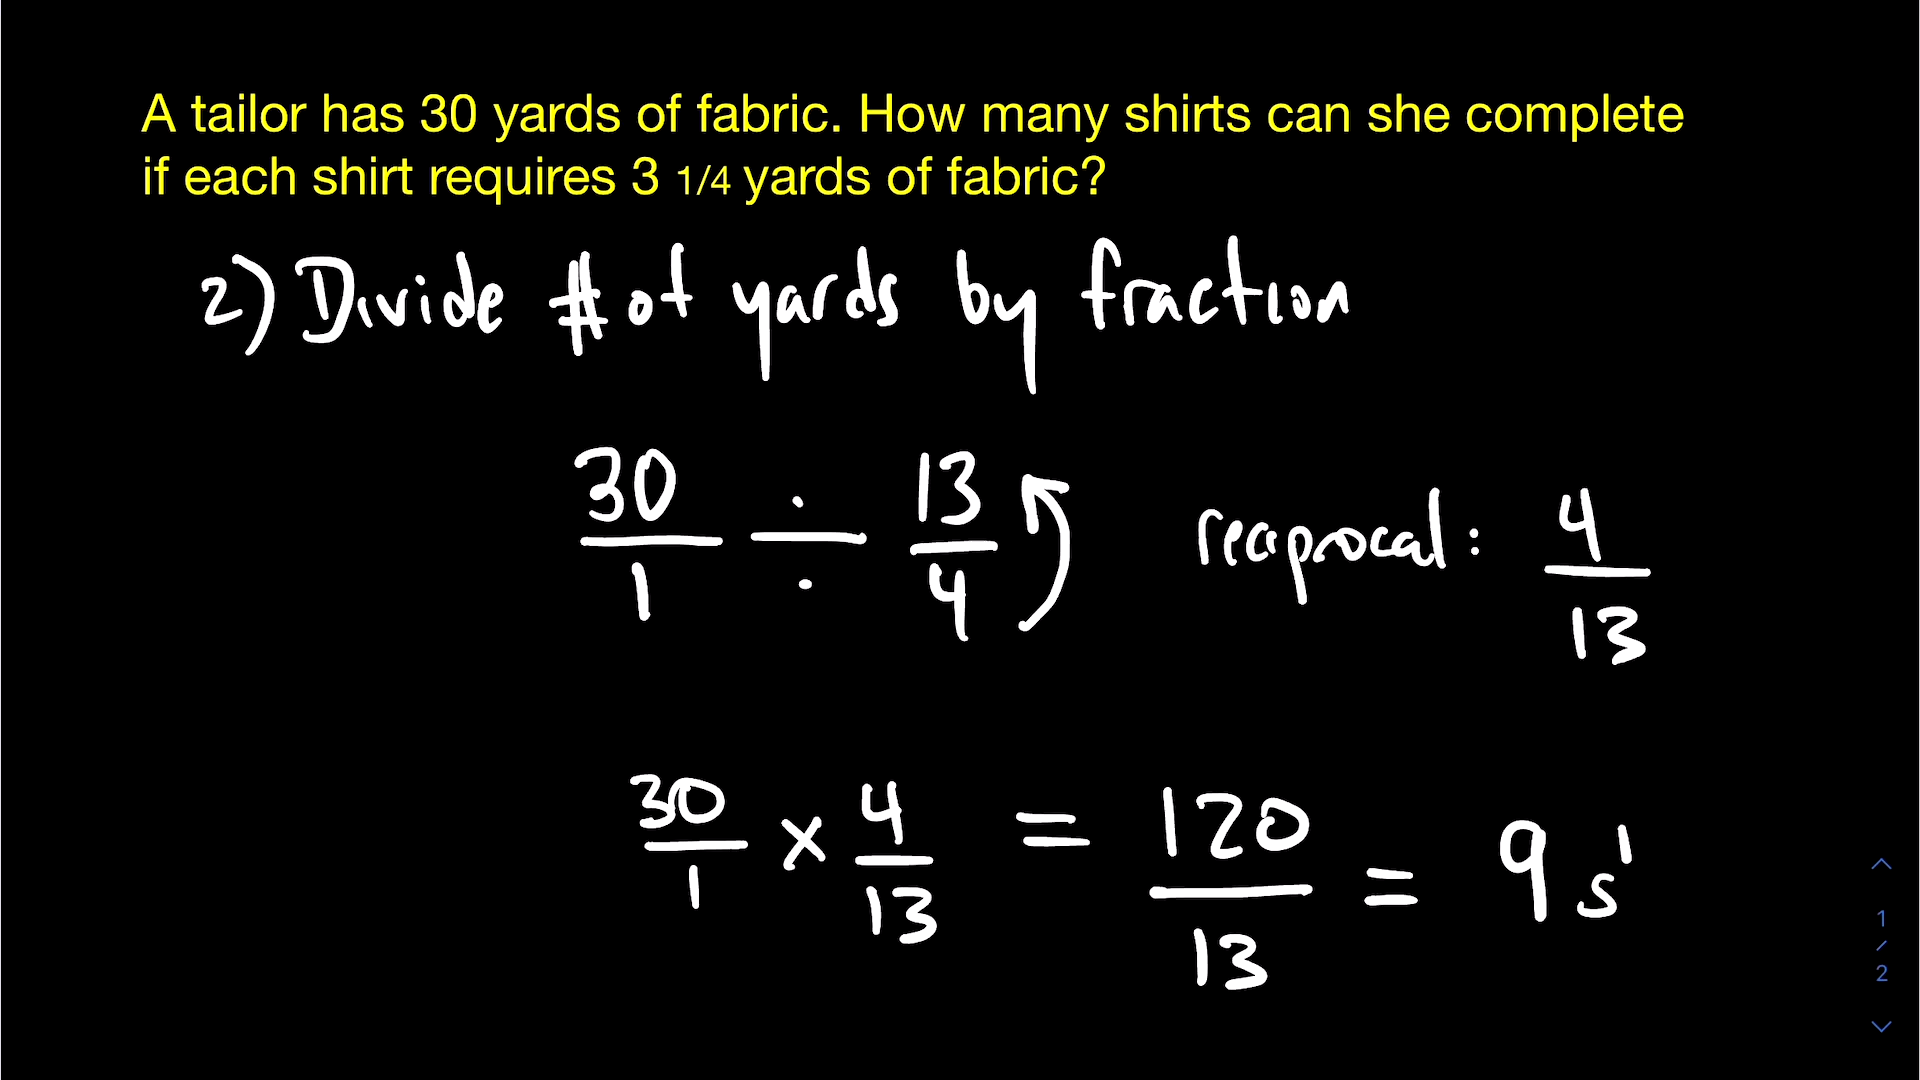 A tailor has 30 yards of fabric. How many shirts can she complete
if each shirt requires 3 1/4 yards of fabric?
2) Divide # of yards by fraction
30/1 ÷ 13/4 reciprocal: 4/13
30/1 × 4/13 = 120/13 = 9 s'
1
/
2